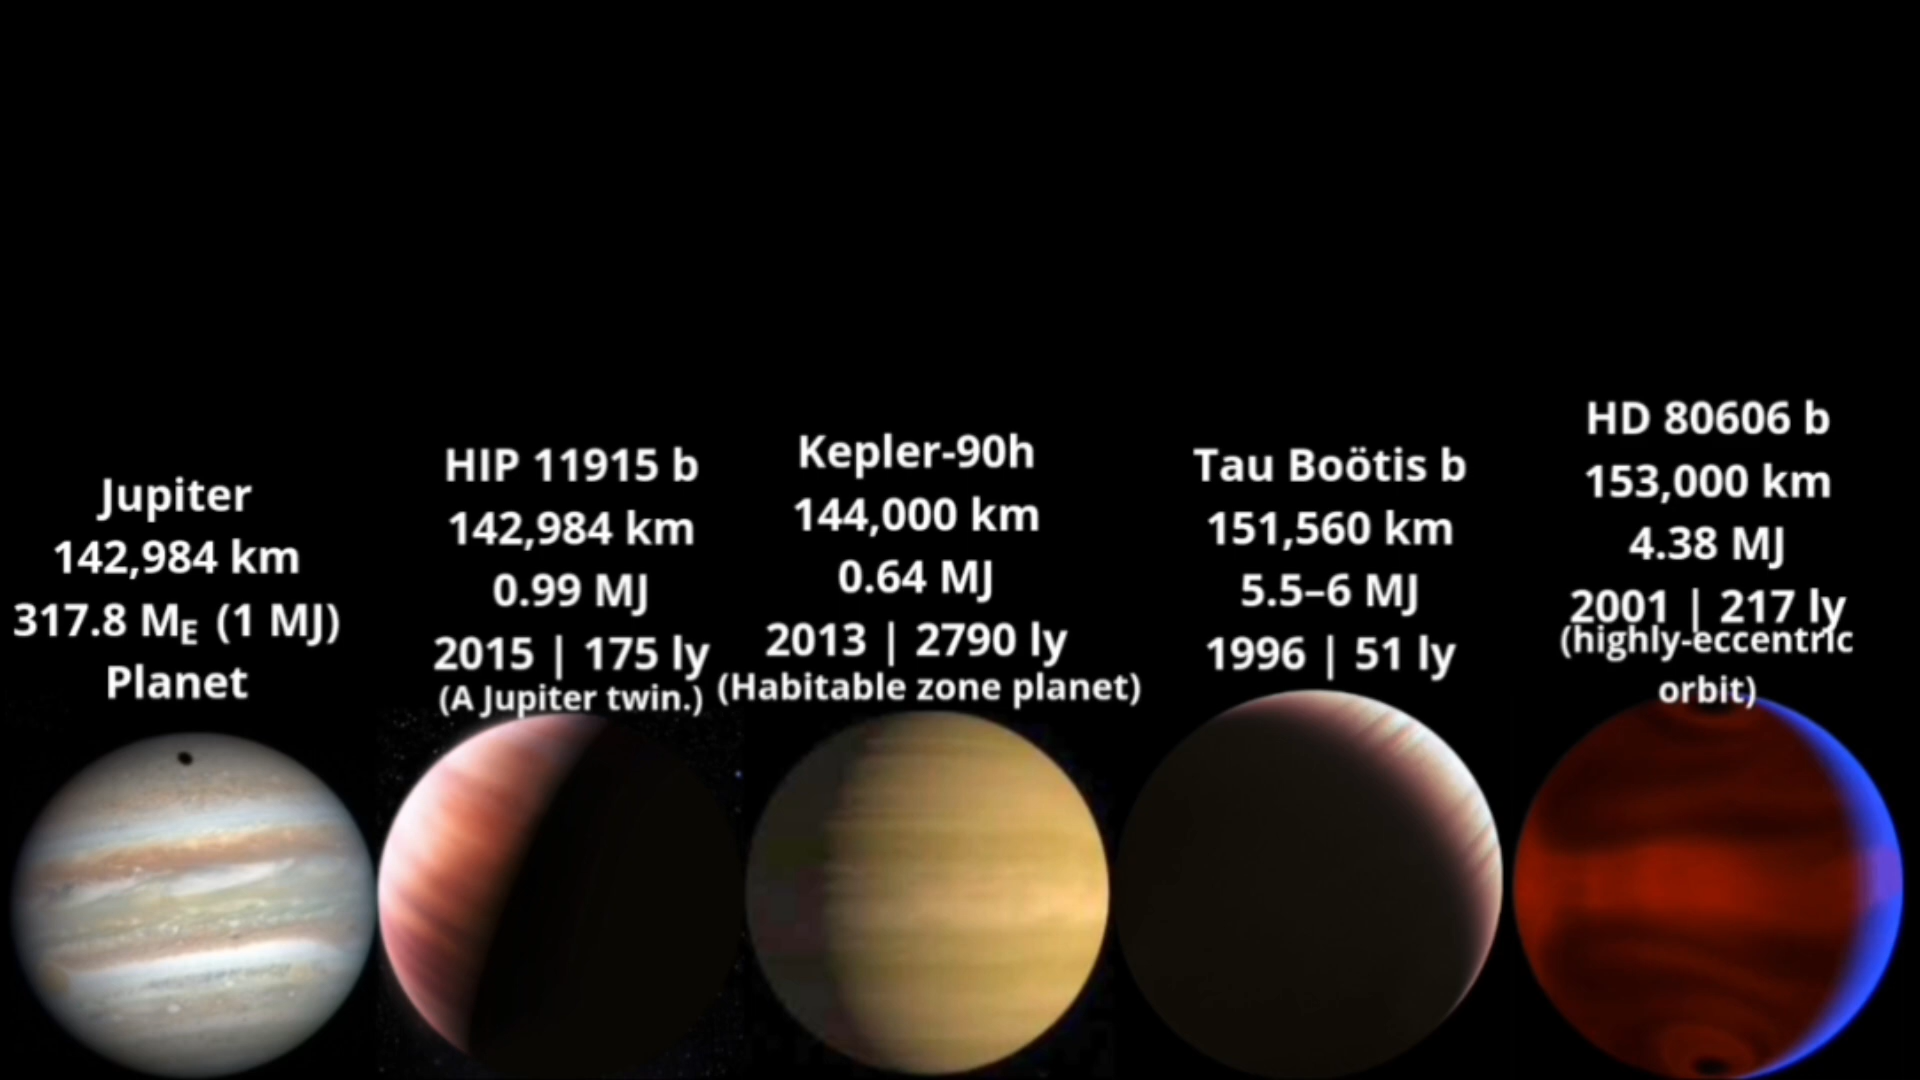 Jupiter
142,984 km
317.8 ME (1 MJ)
Planet
HIP 11915 b
142,984 km
0.99 MJ
2015 | 175 ly
(A Jupiter twin.)
Kepler-90h
144,000 km
0.64 MJ
2013 | 2790 ly
(Habitable zone planet)
Tau Boötis b
151,560 km
5.5–6 MJ
1996 | 51 ly
HD 80606 b
153,000 km
4.38 MJ
2001 | 217 ly
(highly-eccentric
orbit)